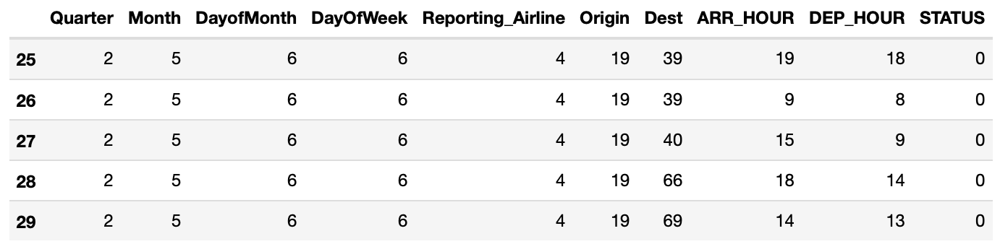 Quarter Month DayofMonth DayOfWeek Reporting_Airline Origin Dest ARR_HOUR DEP_HOUR STATUS
25 2 5 6 6 4 19 39 19 18 0
26 2 5 6 6 4 19 39 9 8 0
27 2 5 6 6 4 19 40 15 9 0
28 2 5 6 6 4 19 66 18 14 0
29 2 5 6 6 4 19 69 14 13 0